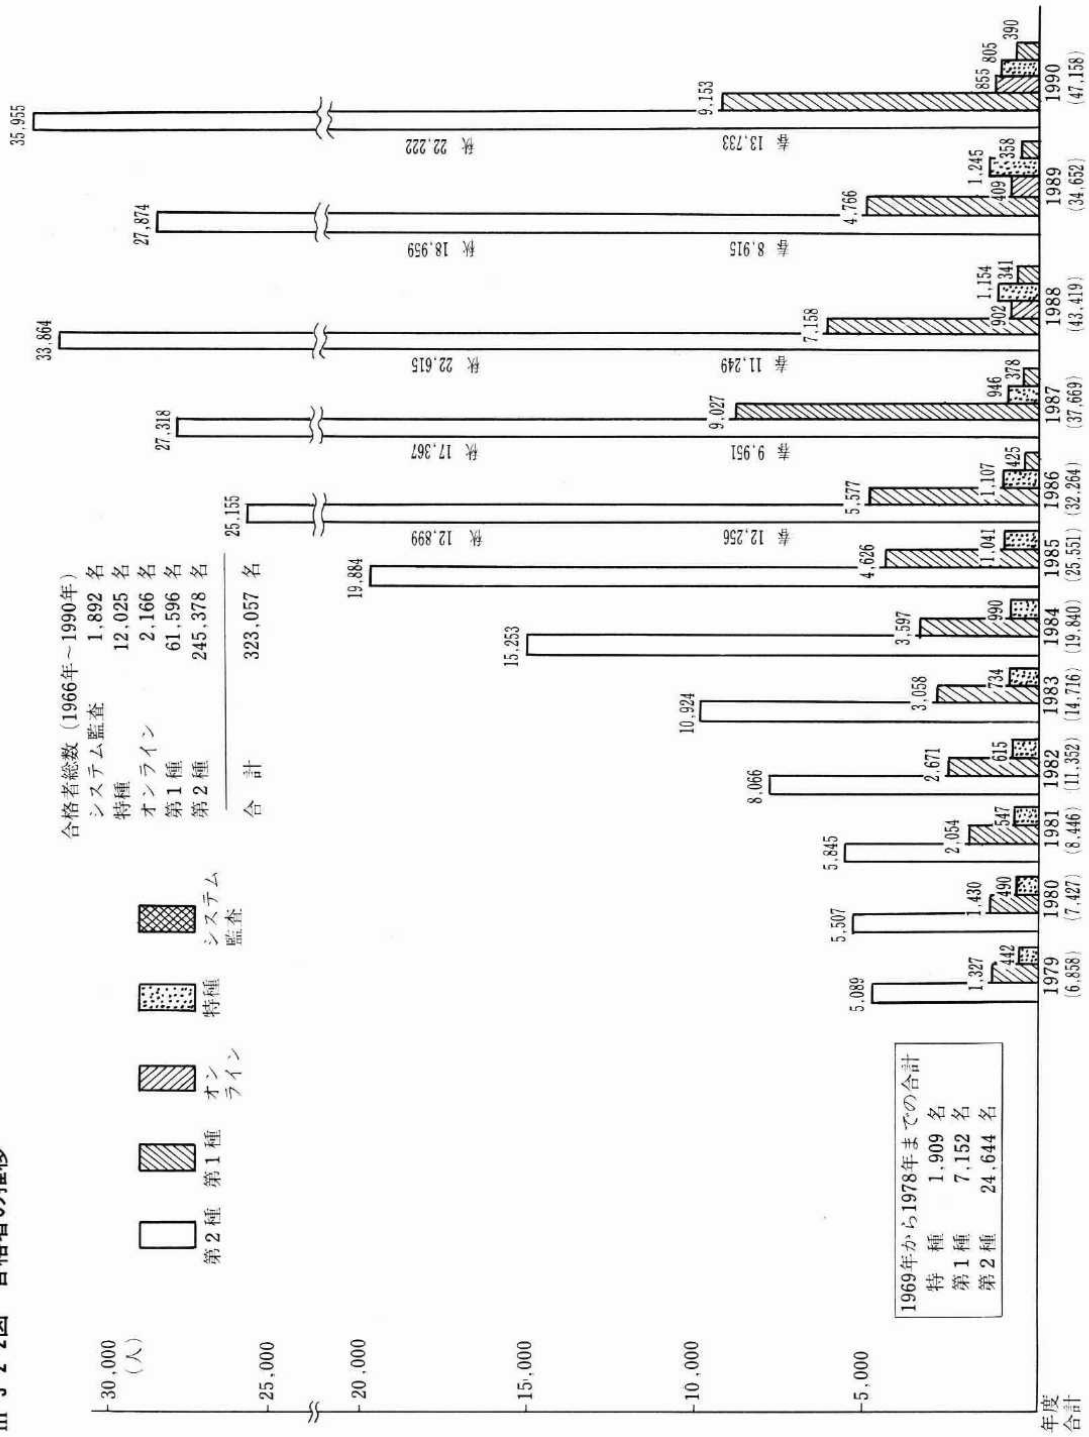 合格者の推移
30,000
(人)
25,000
20,000
15,000
10,000
5,000
年度
合計
第2種
第1種
オン
ライン
特種
システム
監査
合格者総数 (1966年～1990年)
システム監査 1,892 名
特種 12,025 名
オンライン 2,166 名
第1種 61,596 名
第2種 245,378 名
合 計 323,057 名
1969年から1978年までの合計
特 種 1,909 名
第1種 7,152 名
第2種 24,644 名
5,089
1,327
442
1979
(6,858)
5,507
1,430
490
1980
(7,427)
5,845
2,054
547
1981
(8,446)
8,066
2,671
615
1982
(11,352)
10,924
3,058
734
1983
(14,716)
15,253
3,597
990
1984
(19,840)
19,884
4,626
1,041
1985
(25,551)
25,155
秋 12,899
春 12,256
5,577
1,107
425
1986
(32,264)
27,318
秋 17,367
春 9,951
9,027
946
378
1987
(37,669)
33,864
秋 22,615
春 11,249
7,158
902
1,154
341
1988
(43,419)
27,874
秋 18,959
春 8,915
4,766
409
1,245
358
1989
(34,652)
35,955
秋 22,222
春 13,733
9,153
855
805
390
1990
(47,158)